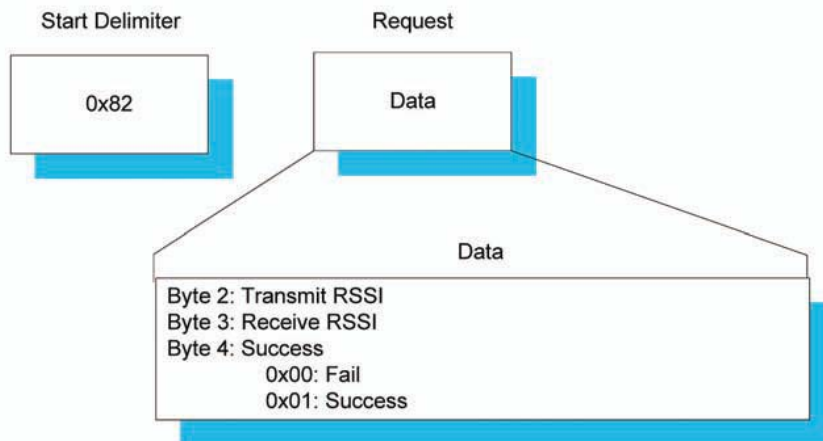 Start Delimiter
Request
0x82
Data
Data
Byte 2: Transmit RSSI
Byte 3: Receive RSSI
Byte 4: Success
0x00: Fail
0x01: Success